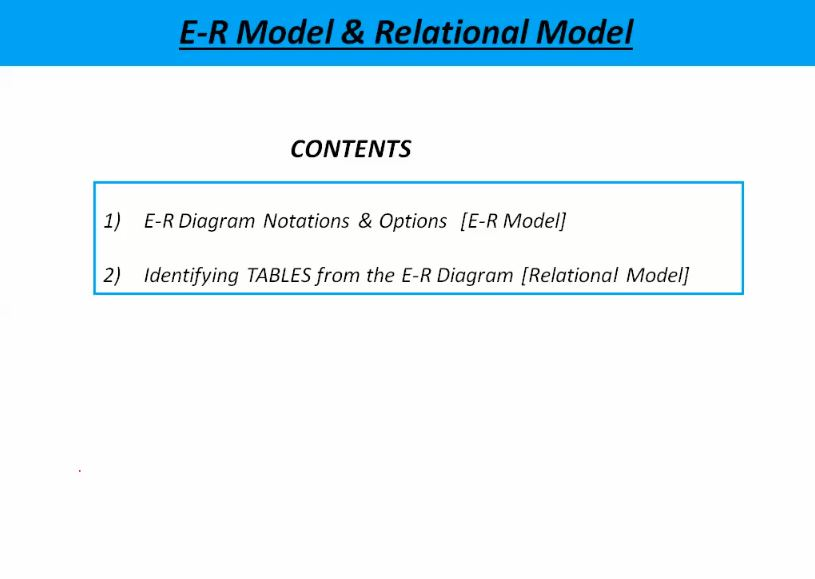 E-R Model & Relational Model
CONTENTS
1) E-R Diagram Notations & Options [E-R Model]
2) Identifying TABLES from the E-R Diagram [Relational Model]